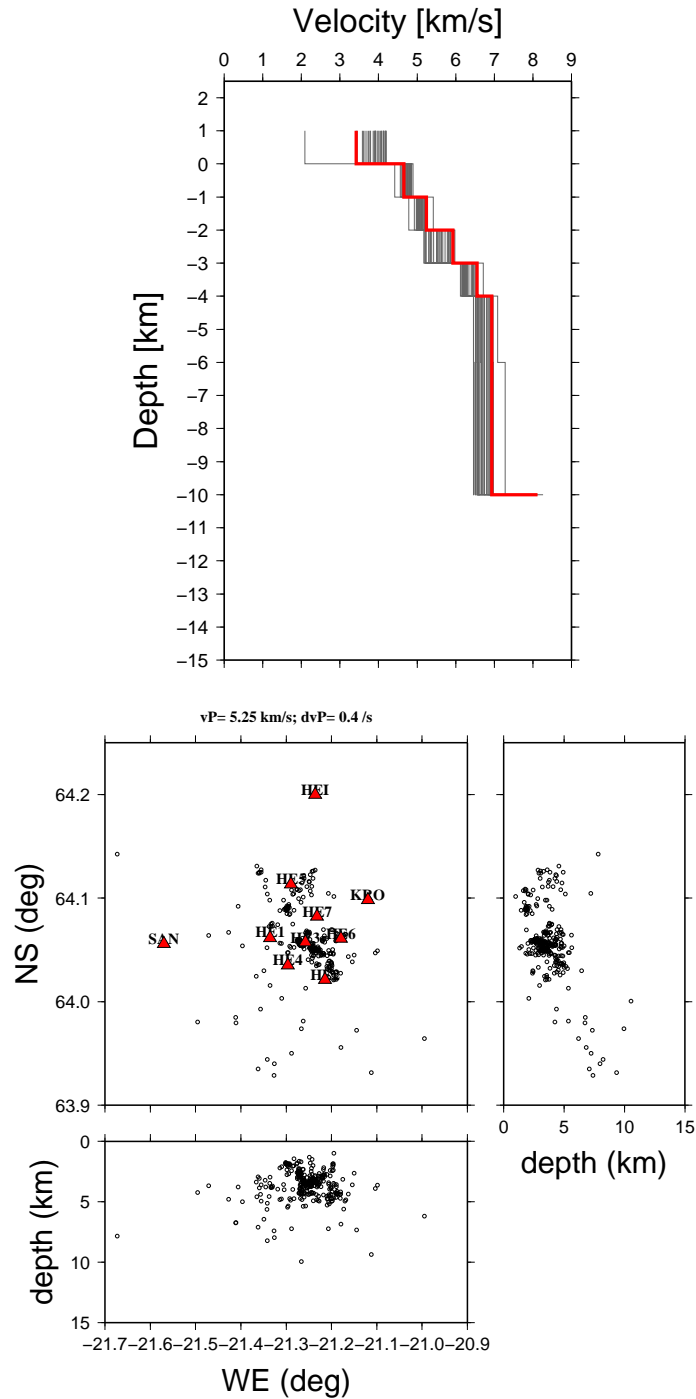 Velocity [km/s]
0 1 2 3 4 5 6 7 8 9
2
1
0
−1
−2
−3
−4
−5
−6
−7
−8
−9
−10
−11
−12
−13
−14
−15
Depth [km]
vP= 5.25 km/s; dvP= 0.4 /s
64.2
64.1
64.0
63.9
NS (deg)
HEI
HE5
KRO
HE7
SAN
HE1
HE3
HE6
HE4
0 5 10 15
depth (km)
0
5
10
15
depth (km)
−21.7 −21.6 −21.5 −21.4 −21.3 −21.2 −21.1 −21.0 −20.9
WE (deg)